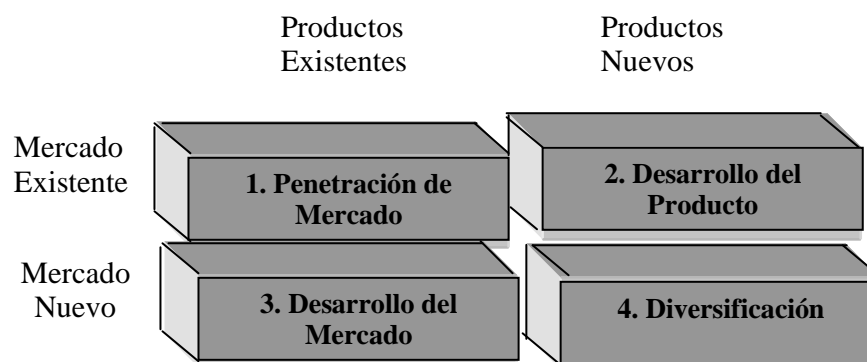 Productos
Existentes
Productos
Nuevos
Mercado
Existente
1. Penetración de
Mercado
2. Desarrollo del
Producto
Mercado
Nuevo
3. Desarrollo del
Mercado
4. Diversificación